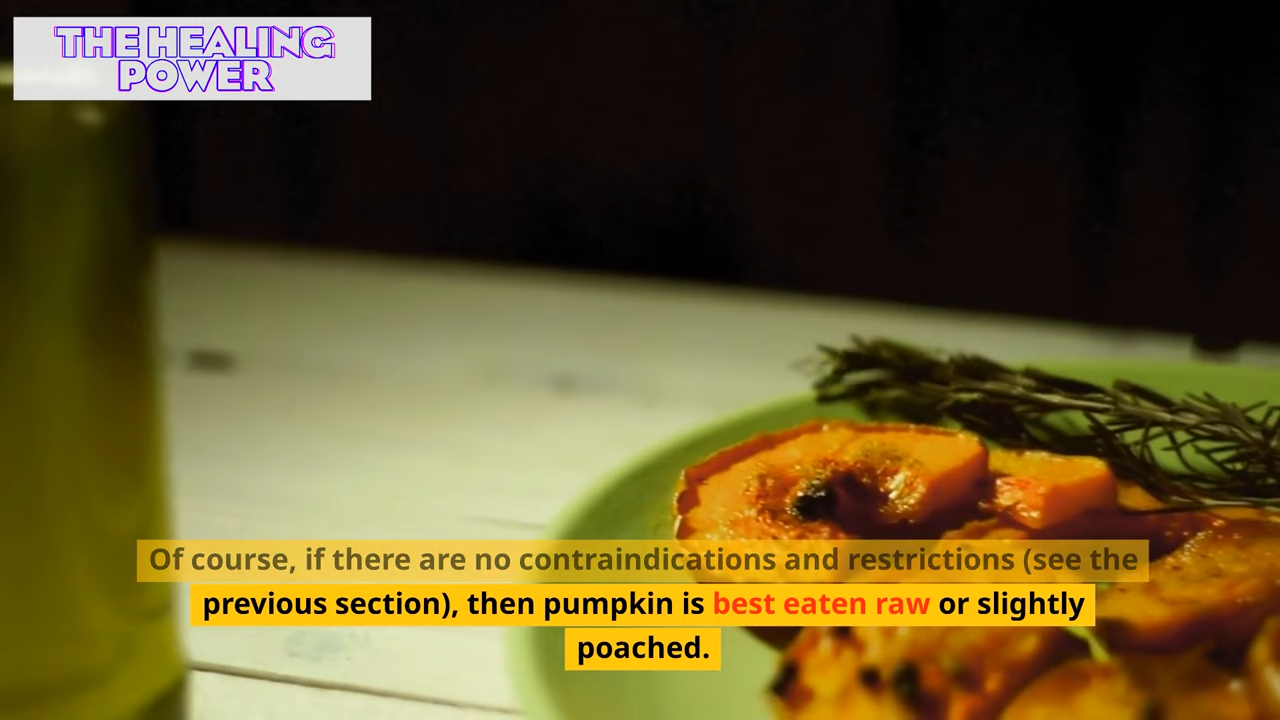 THE HEALING
POWER
Of course, if there are no contraindications and restrictions (see the
previous section), then pumpkin is best eaten raw or slightly
poached.